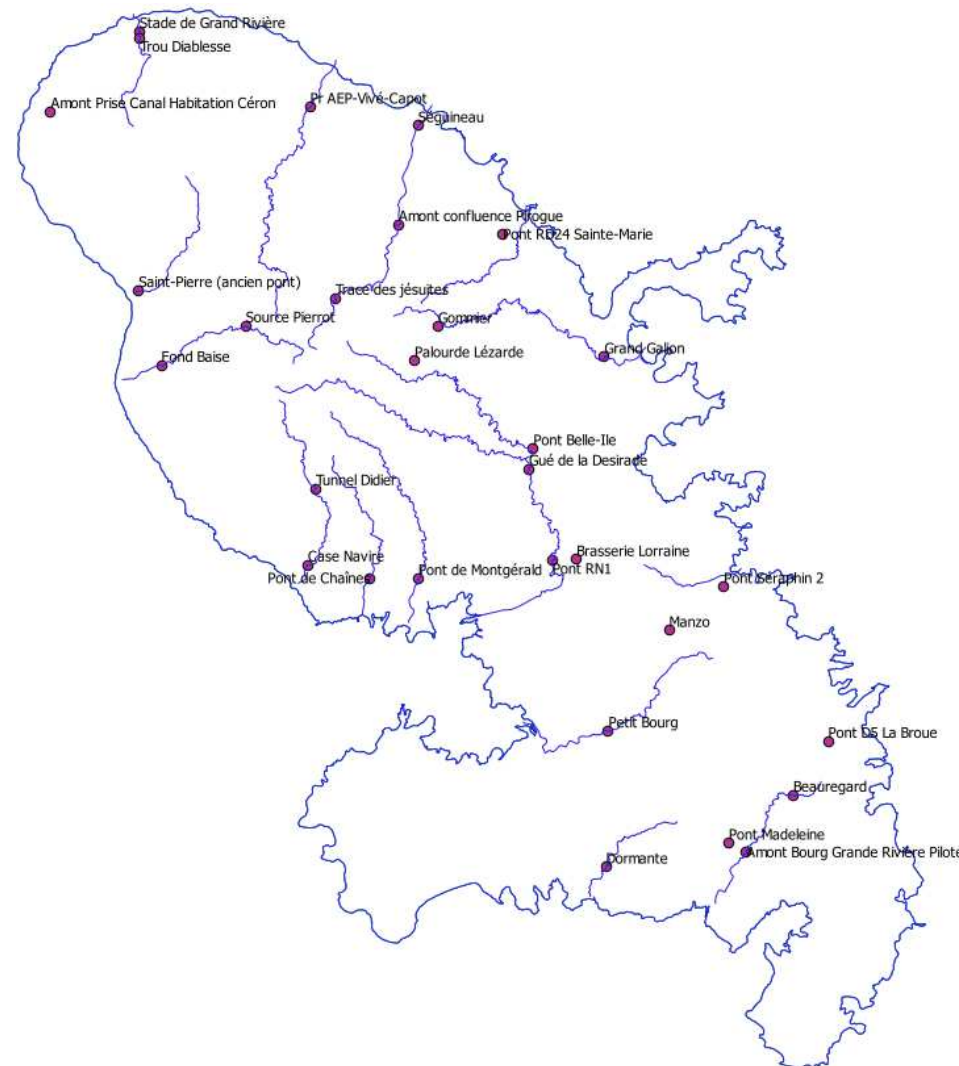 Stade de Grand Rivière
Trou Diablesse
Amont Prise Canal Habitation Céron
Pr AEP-Vivé-Capot
Séguineau
Amont confluence Pirogue
Pont RD24 Sainte-Marie
Saint-Pierre (ancien pont)
Trace des jésuites
Source Pierrot
Gommier
Grand Galion
Fond Baise
Palourde Lézarde
Pont Belle-Ile
Gué de la Desirade
Tunnel Didier
Case Navire
Brasserie Lorraine
Pont de Chaînes
Pont de Montgérald
Pont RN1
Pont Séraphin 2
Manzo
Petit Bourg
Pont D5 La Broue
Beauregard
Pont Madeleine
Amont Bourg Grande Rivière Pilote
Dormante